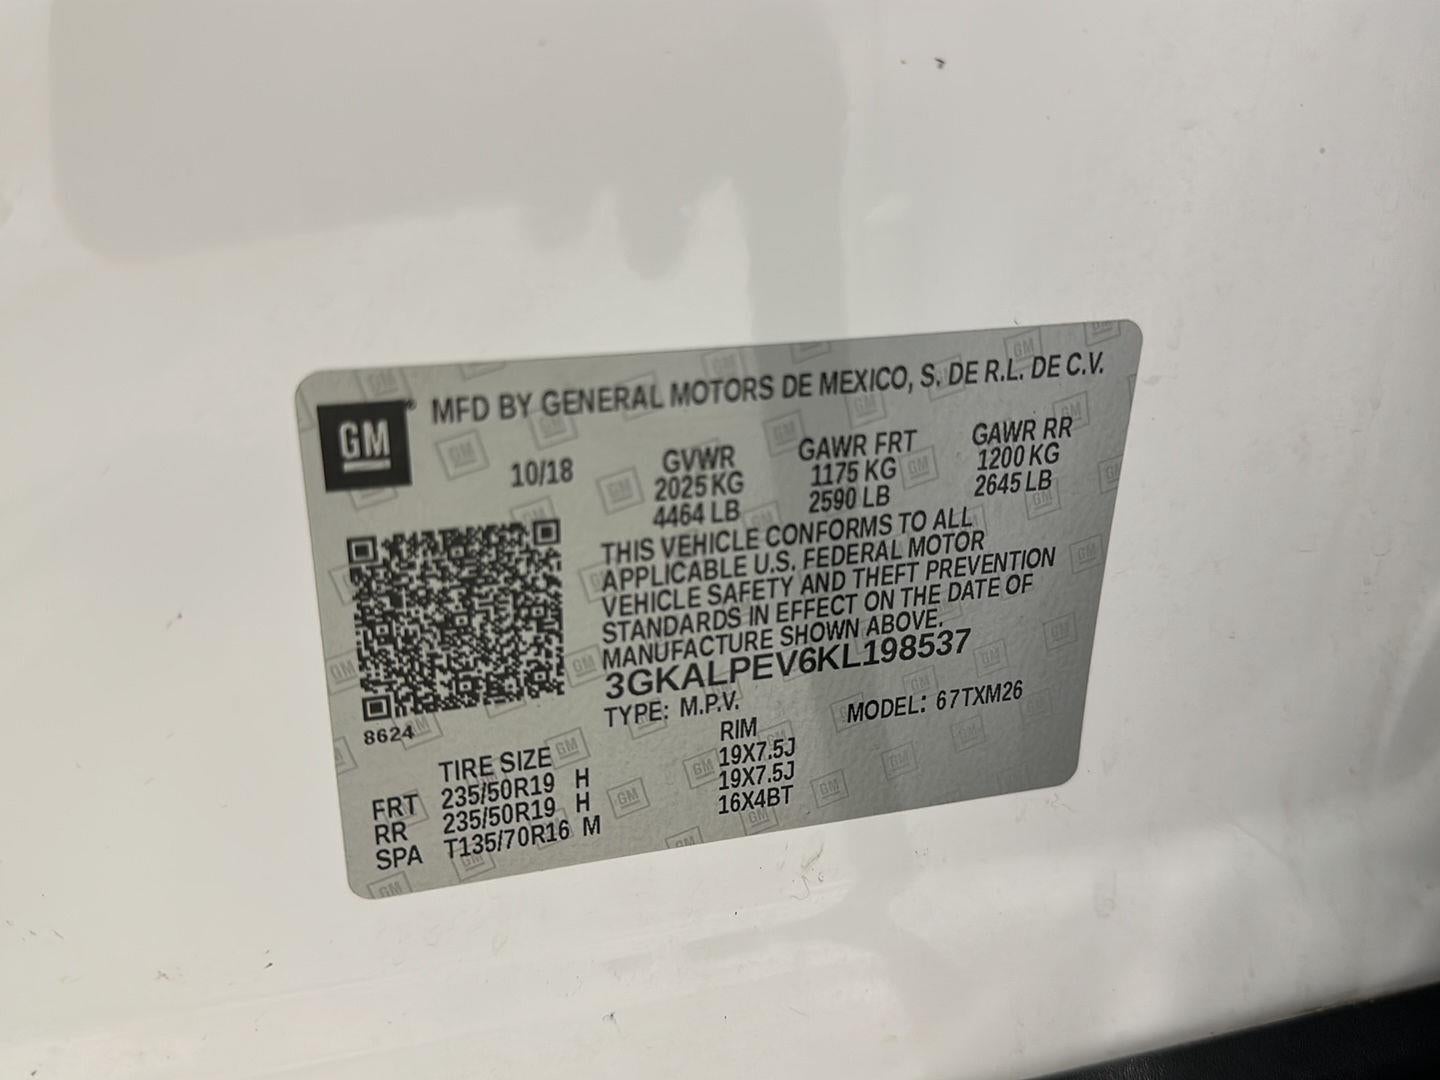 GM
MFD BY GENERAL MOTORS DE MEXICO, S. DE R.L. DE C.V.
10/18 GVWR GAWR FRT GAWR RR
2025 KG 1175 KG 1200 KG
4464 LB 2590 LB 2645 LB
THIS VEHICLE CONFORMS TO ALL
APPLICABLE U.S. FEDERAL MOTOR
VEHICLE SAFETY AND THEFT PREVENTION
STANDARDS IN EFFECT ON THE DATE OF
MANUFACTURE SHOWN ABOVE.
3GKALPEV6KL198537
TYPE: M.P.V. MODEL: 67TXM26
8624
TIRE SIZE RIM
FRT 235/50R19 H 19X7.5J
RR 235/50R19 H 19X7.5J
SPA T135/70R16 M 16X4BT